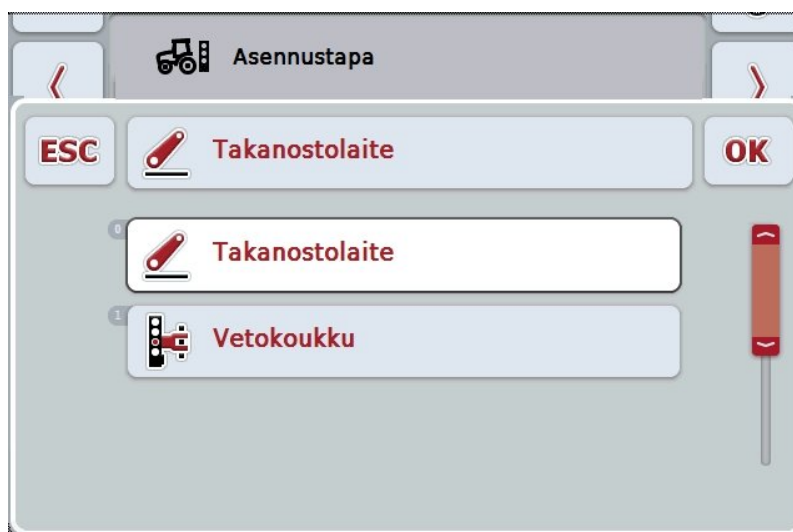 Asennustapa
ESC
Takanostolaite
OK
0
Takanostolaite
1
Vetokoukku